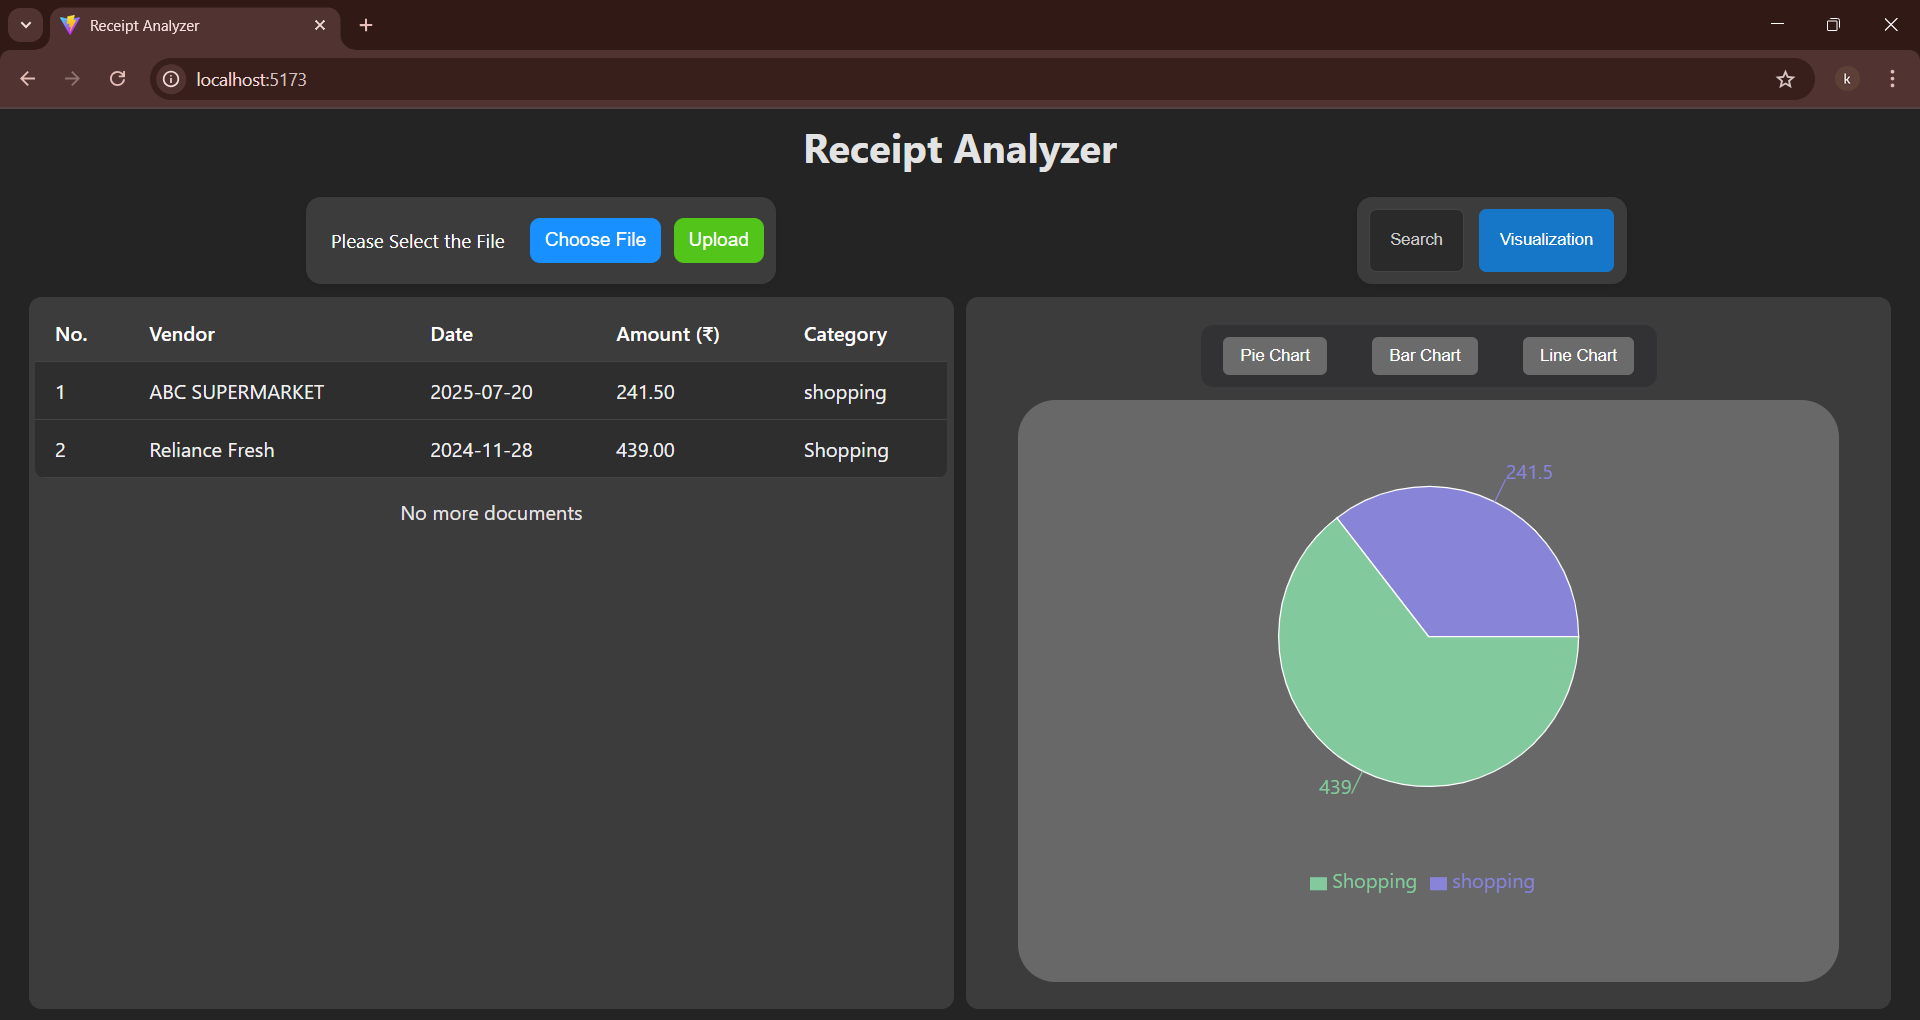 Receipt Analyzer
localhost:5173
k
Receipt Analyzer
Please Select the File Choose File Upload
Search Visualization
No. Vendor Date Amount (₹) Category
1 ABC SUPERMARKET 2025-07-20 241.50 shopping
2 Reliance Fresh 2024-11-28 439.00 Shopping
No more documents
Pie Chart Bar Chart Line Chart
241.5
439
Shopping shopping